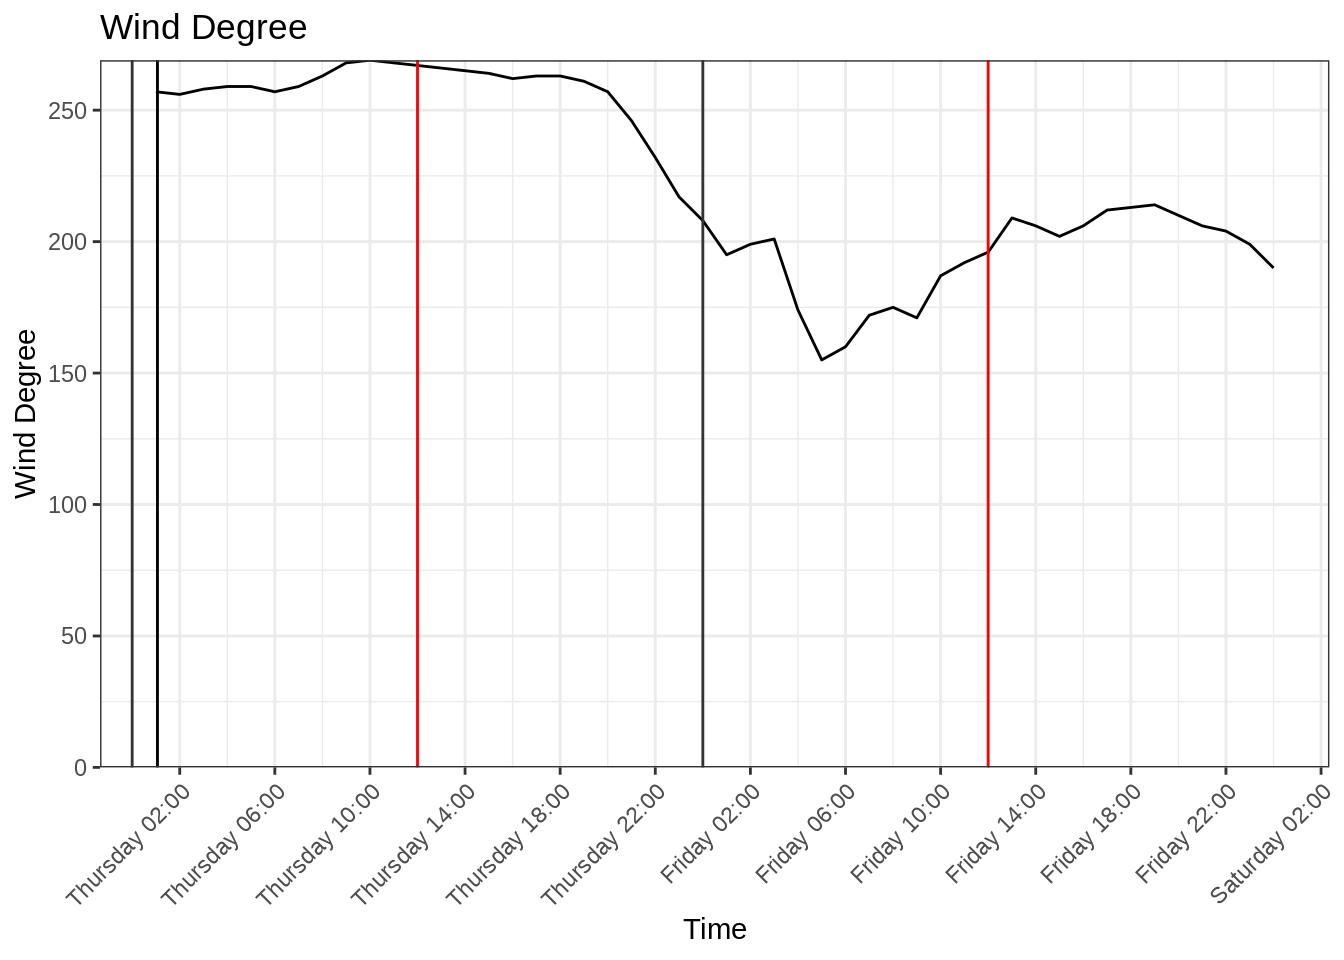 Wind Degree
Wind Degree
250
200
150
100
50
0
Thursday 02:00
Thursday 06:00
Thursday 10:00
Thursday 14:00
Thursday 18:00
Thursday 22:00
Friday 02:00
Friday 06:00
Friday 10:00
Friday 14:00
Friday 18:00
Friday 22:00
Saturday 02:00
Time